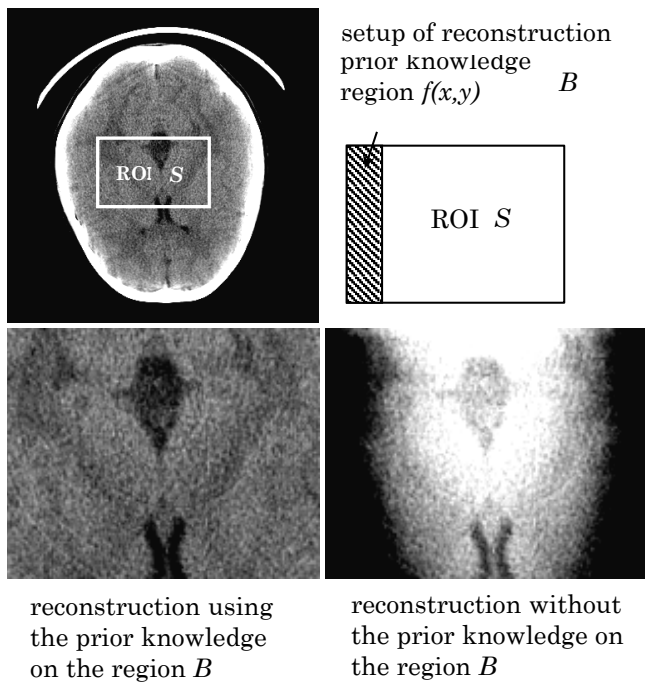 setup of reconstruction
prior knowledge
region f(x,y) B
ROI S
ROI S
reconstruction using
the prior knowledge
on the region B
reconstruction without
the prior knowledge on
the region B